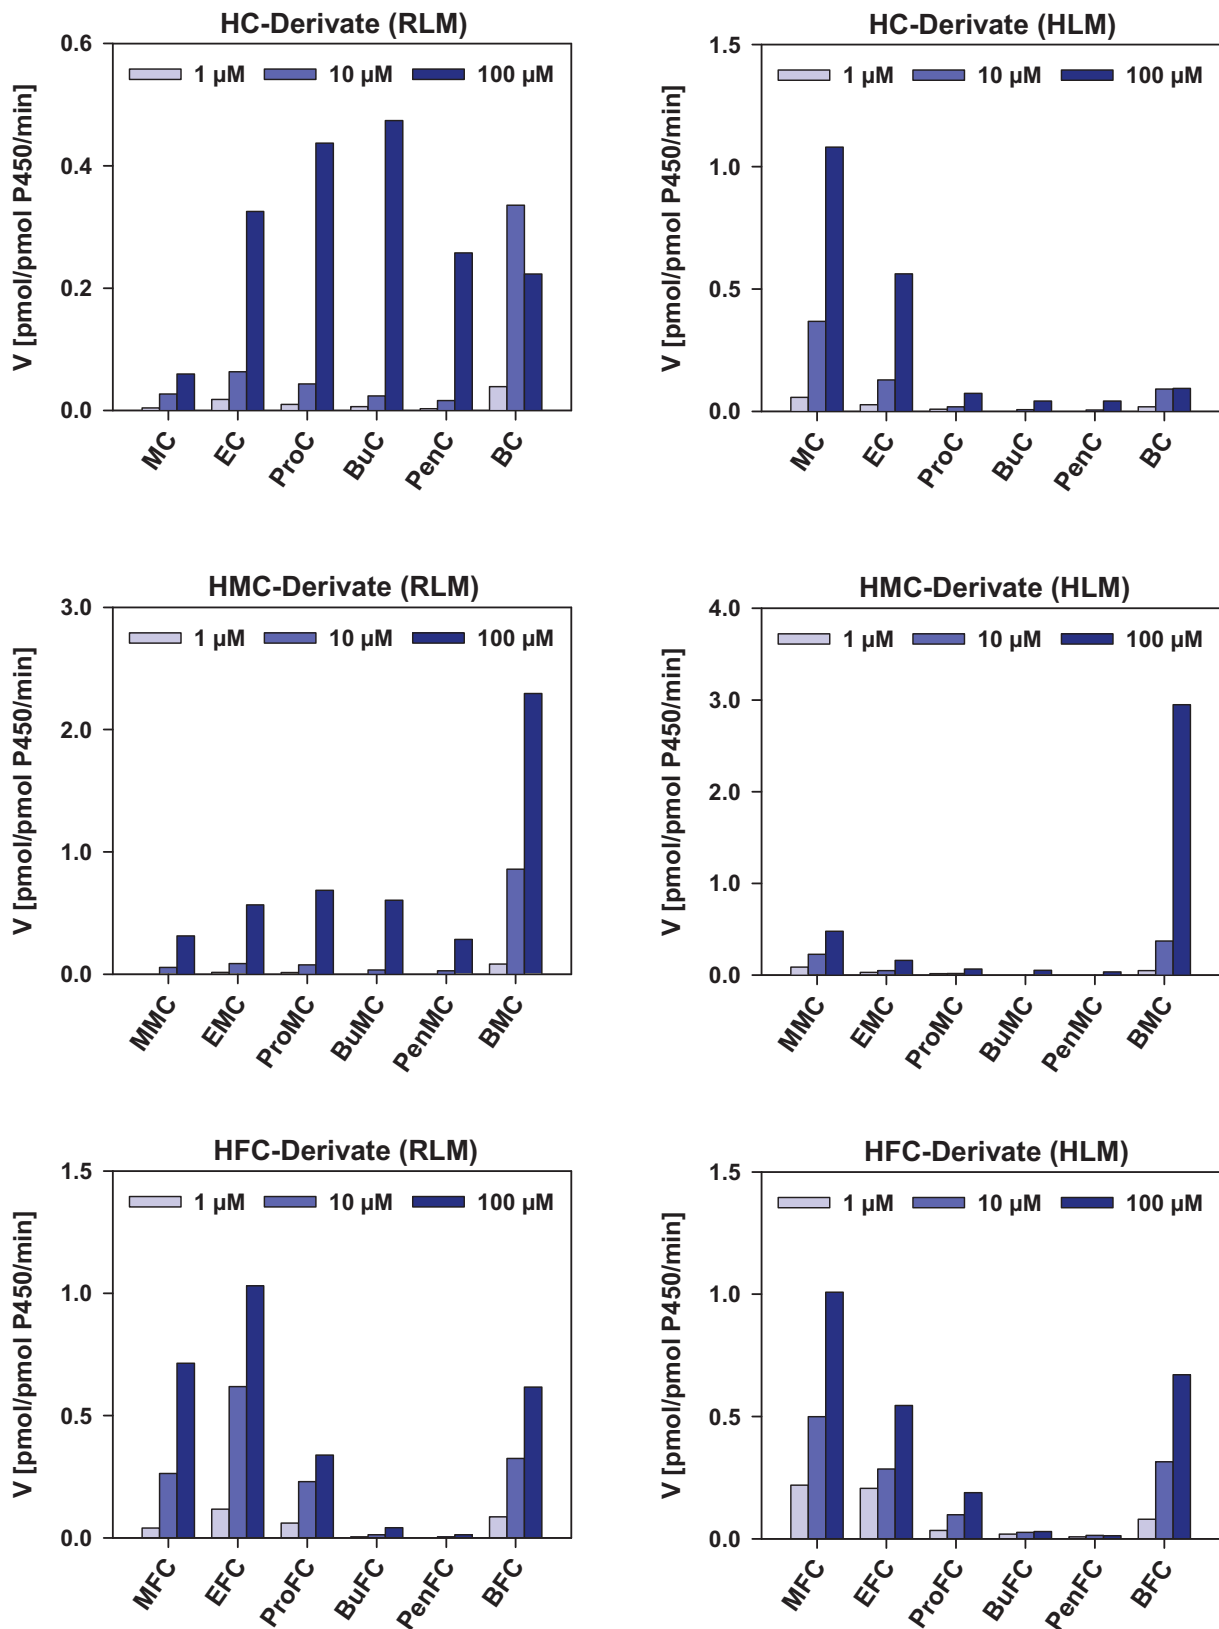 HC-Derivate (RLM)
V [pmol/pmol P450/min]
0.6
0.4
0.2
0.0
1 µM 10 µM 100 µM
MC EC ProC BuC PenC BC
HC-Derivate (HLM)
V [pmol/pmol P450/min]
1.5
1.0
0.5
0.0
1 µM 10 µM 100 µM
MC EC ProC BuC PenC BC
HMC-Derivate (RLM)
V [pmol/pmol P450/min]
3.0
2.0
1.0
0.0
1 µM 10 µM 100 µM
MMC EMC ProMC BuMC PenMC BMC
HMC-Derivate (HLM)
V [pmol/pmol P450/min]
4.0
3.0
2.0
1.0
0.0
1 µM 10 µM 100 µM
MMC EMC ProMC BuMC PenMC BMC
HFC-Derivate (RLM)
V [pmol/pmol P450/min]
1.5
1.0
0.5
0.0
1 µM 10 µM 100 µM
MFC EFC ProFC BuFC PenFC BFC
HFC-Derivate (HLM)
V [pmol/pmol P450/min]
1.5
1.0
0.5
0.0
1 µM 10 µM 100 µM
MFC EFC ProFC BuFC PenFC BFC